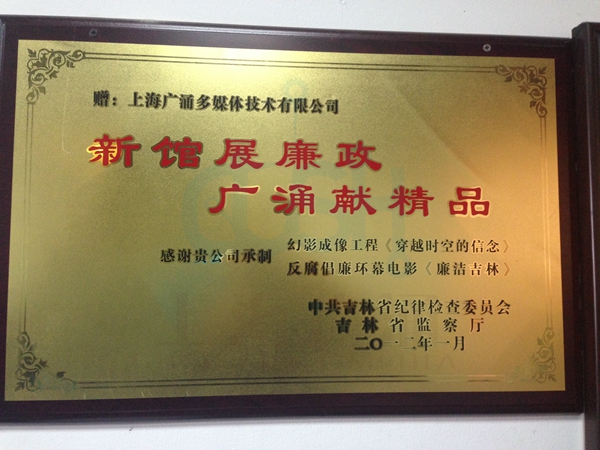 赠：上海广涌多媒体技术有限公司
新馆展廉政
广涌献精品
感谢贵公司承制
幻影成像工程《穿越时空的信念》
反腐倡廉环幕电影《廉洁吉林》
中共吉林省纪律检查委员会
吉林省监察厅
二〇一二年一月